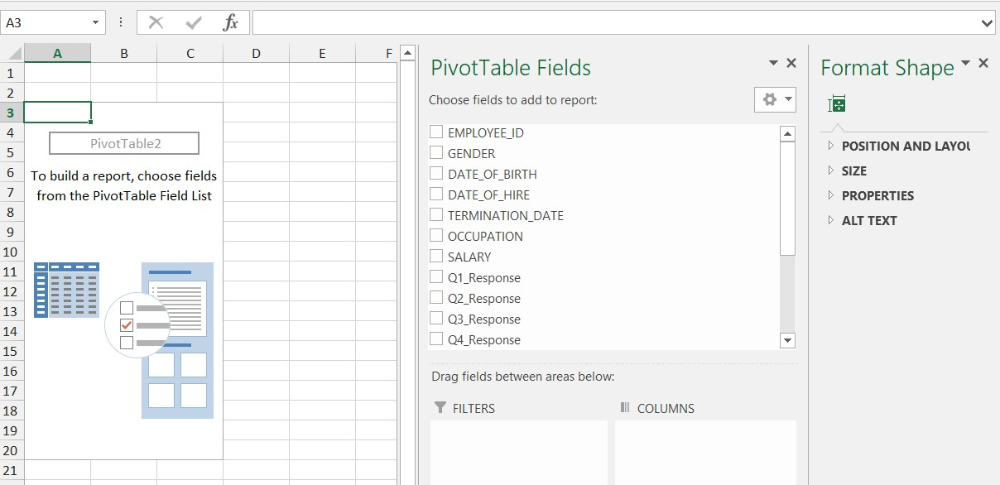 A3
fx
A B C D E F
1
2
3
4
5
6
7
8
9
10
11
12
13
14
15
16
17
18
19
20
21
PivotTable2
To build a report, choose fields
from the PivotTable Field List
PivotTable Fields
Choose fields to add to report:
EMPLOYEE_ID
GENDER
DATE_OF_BIRTH
DATE_OF_HIRE
TERMINATION_DATE
OCCUPATION
SALARY
Q1_Response
Q2_Response
Q3_Response
Q4_Response
Drag fields between areas below:
FILTERS
COLUMNS
Format Shape
POSITION AND LAYOU
SIZE
PROPERTIES
ALT TEXT